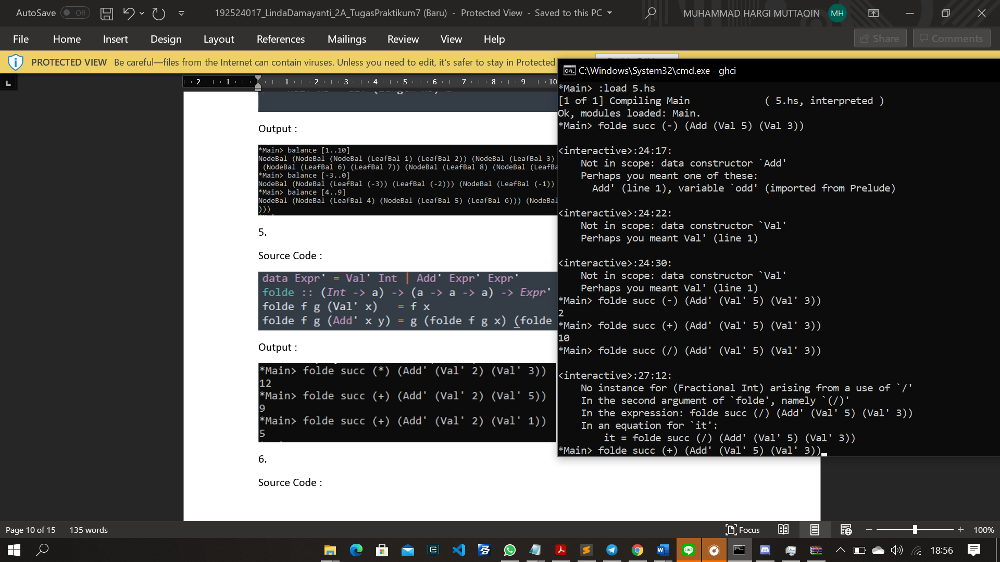 AutoSave Off 192524017_LindaDamayanti_2A_TugasPraktikum7 (Baru) - Protected View - Saved to this PC MUHAMMAD HARGI MUTTAQIN MH
File Home Insert Design Layout References Mailings Review View Help Share Comments
PROTECTED VIEW Be careful—files from the Internet can contain viruses. Unless you need to edit, it's safer to stay in Protected
2 1 1 2 3 4 5 6 7 8 9 10
Output :
*Main> balance [1..10]
NodeBal (NodeBal (NodeBal (LeafBal 1) (LeafBal 2)) (NodeBal (LeafBal 3)
(NodeBal (LeafBal 6) (LeafBal 7)) (NodeBal (LeafBal 8) (NodeBal (LeafBa
*Main> balance [-3..0]
NodeBal (NodeBal (LeafBal (-3)) (LeafBal (-2))) (NodeBal (LeafBal (-1))
*Main> balance [4..9]
NodeBal (NodeBal (LeafBal 4) (NodeBal (LeafBal 5) (LeafBal 6))) (NodeBal
)))
5.
Source Code :
data Expr' = Val' Int | Add' Expr' Expr'
folde :: (Int -> a) -> (a -> a -> a) -> Expr'
folde f g (Val' x) = f x
folde f g (Add' x y) = g (folde f g x) (folde
Output :
*Main> folde succ (*) (Add' (Val' 2) (Val' 3))
12
*Main> folde succ (+) (Add' (Val' 2) (Val' 5))
9
*Main> folde succ (+) (Add' (Val' 2) (Val' 1))
5
6.
Source Code :
C:\Windows\System32\cmd.exe - ghci
*Main> :load 5.hs
[1 of 1] Compiling Main ( 5.hs, interpreted )
Ok, modules loaded: Main.
*Main> folde succ (-) (Add (Val 5) (Val 3))
<interactive>:24:17:
Not in scope: data constructor `Add'
Perhaps you meant one of these:
Add' (line 1), variable `odd' (imported from Prelude)
<interactive>:24:22:
Not in scope: data constructor `Val'
Perhaps you meant Val' (line 1)
<interactive>:24:30:
Not in scope: data constructor `Val'
Perhaps you meant Val' (line 1)
*Main> folde succ (-) (Add' (Val' 5) (Val' 3))
2
*Main> folde succ (+) (Add' (Val' 5) (Val' 3))
10
*Main> folde succ (/) (Add' (Val' 5) (Val' 3))
<interactive>:27:12:
No instance for (Fractional Int) arising from a use of `/'
In the second argument of `folde', namely `(/)'
In the expression: folde succ (/) (Add' (Val' 5) (Val' 3))
In an equation for `it':
it = folde succ (/) (Add' (Val' 5) (Val' 3))
*Main> folde succ (+) (Add' (Val' 5) (Val' 3))
Page 10 of 15 135 words Focus 100%
18:56